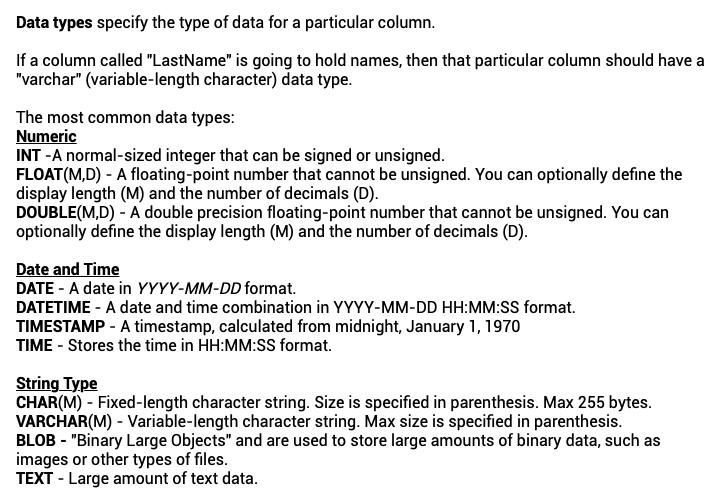 Data types specify the type of data for a particular column.
If a column called "LastName" is going to hold names, then that particular column should have a
"varchar" (variable-length character) data type.
The most common data types:
Numeric
INT -A normal-sized integer that can be signed or unsigned.
FLOAT(M,D) - A floating-point number that cannot be unsigned. You can optionally define the
display length (M) and the number of decimals (D).
DOUBLE(M,D) - A double precision floating-point number that cannot be unsigned. You can
optionally define the display length (M) and the number of decimals (D).
Date and Time
DATE - A date in YYYY-MM-DD format.
DATETIME - A date and time combination in YYYY-MM-DD HH:MM:SS format.
TIMESTAMP - A timestamp, calculated from midnight, January 1, 1970
TIME - Stores the time in HH:MM:SS format.
String Type
CHAR(M) - Fixed-length character string. Size is specified in parenthesis. Max 255 bytes.
VARCHAR(M) - Variable-length character string. Max size is specified in parenthesis.
BLOB - "Binary Large Objects" and are used to store large amounts of binary data, such as
images or other types of files.
TEXT - Large amount of text data.